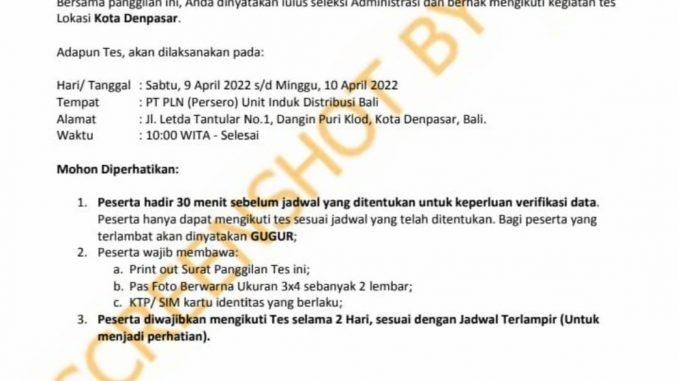 Bersama panggilan ini, Anda dinyatakan lulus seleksi Administrasi dan berhak mengikuti kegiatan tes
Lokasi Kota Denpasar.
Adapun Tes, akan dilaksanakan pada:
Hari/ Tanggal : Sabtu, 9 April 2022 s/d Minggu, 10 April 2022
Tempat : PT PLN (Persero) Unit Induk Distribusi Bali
Alamat : Jl. Letda Tantular No.1, Dangin Puri Klod, Kota Denpasar, Bali.
Waktu : 10:00 WITA - Selesai
Mohon Diperhatikan:
1. Peserta hadir 30 menit sebelum jadwal yang ditentukan untuk keperluan verifikasi data.
Peserta hanya dapat mengikuti tes sesuai jadwal yang telah ditentukan. Bagi peserta yang
terlambat akan dinyatakan GUGUR;
2. Peserta wajib membawa:
a. Print out Surat Panggilan Tes ini;
b. Pas Foto Berwarna Ukuran 3x4 sebanyak 2 lembar;
c. KTP/ SIM kartu identitas yang berlaku;
3. Peserta diwajibkan mengikuti Tes selama 2 Hari, sesuai dengan Jadwal Terlampir (Untuk
menjadi perhatian).
SCREENSHOT BY